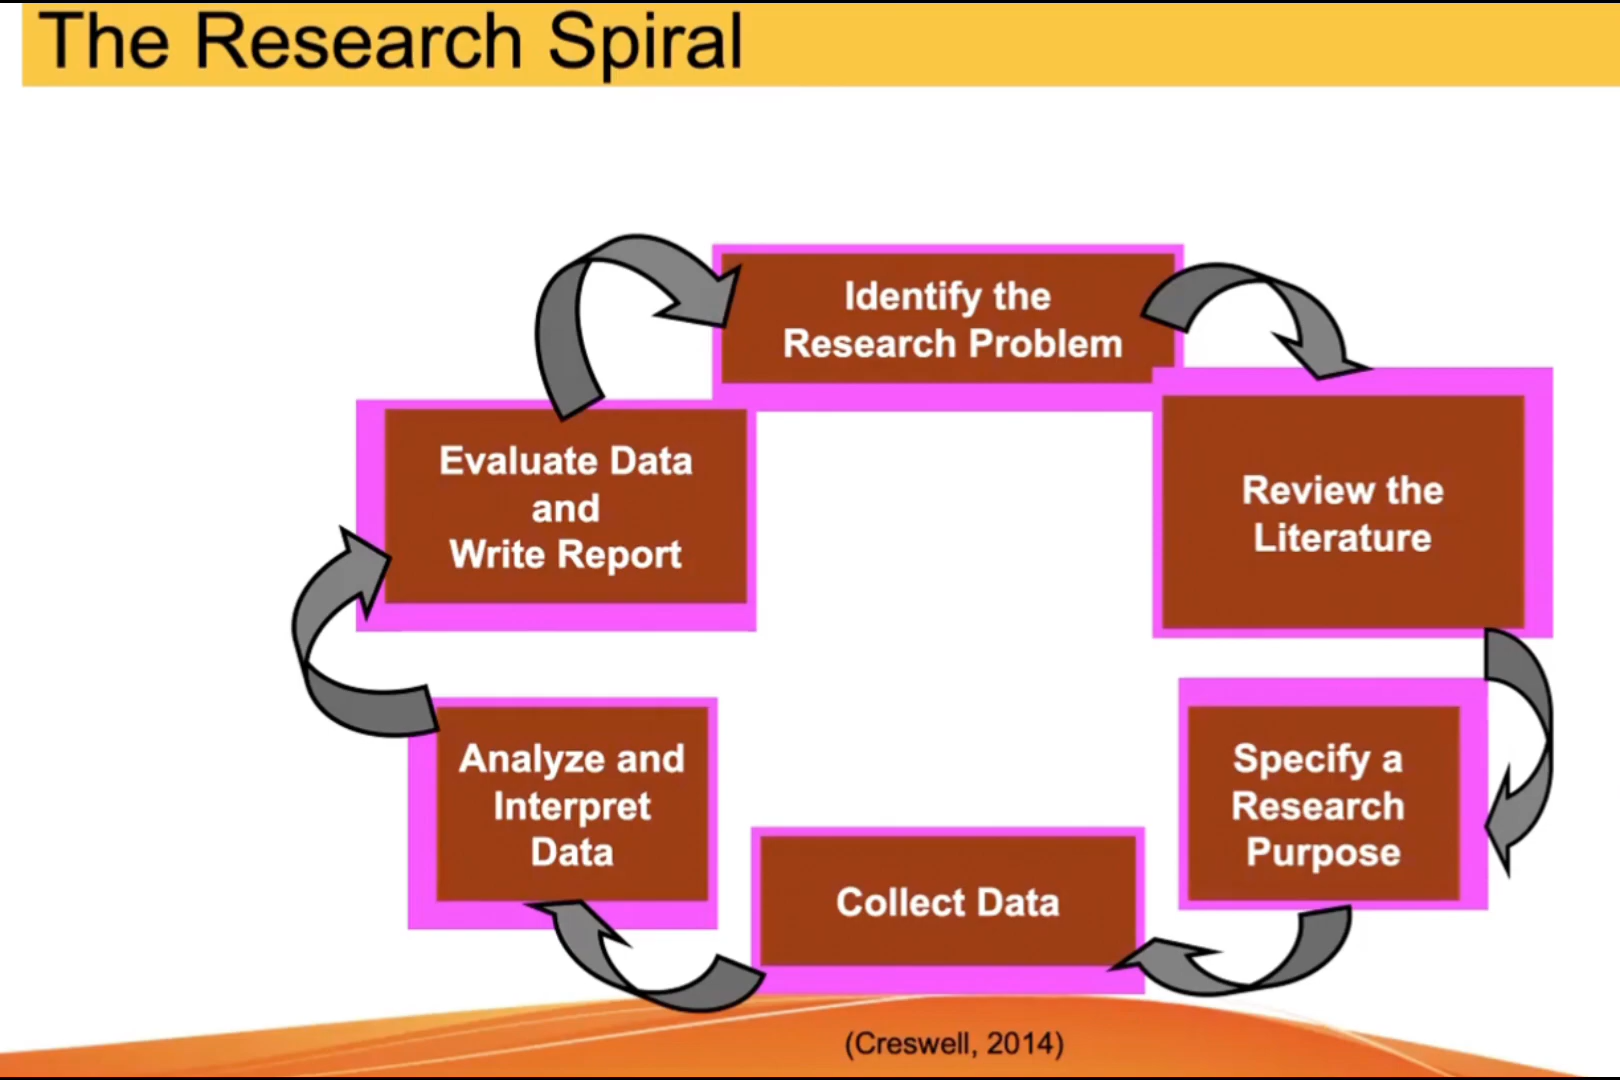 The Research Spiral
Identify the
Research Problem
Review the
Literature
Specify a
Research
Purpose
Collect Data
Analyze and
Interpret
Data
Evaluate Data
and
Write Report
(Creswell, 2014)